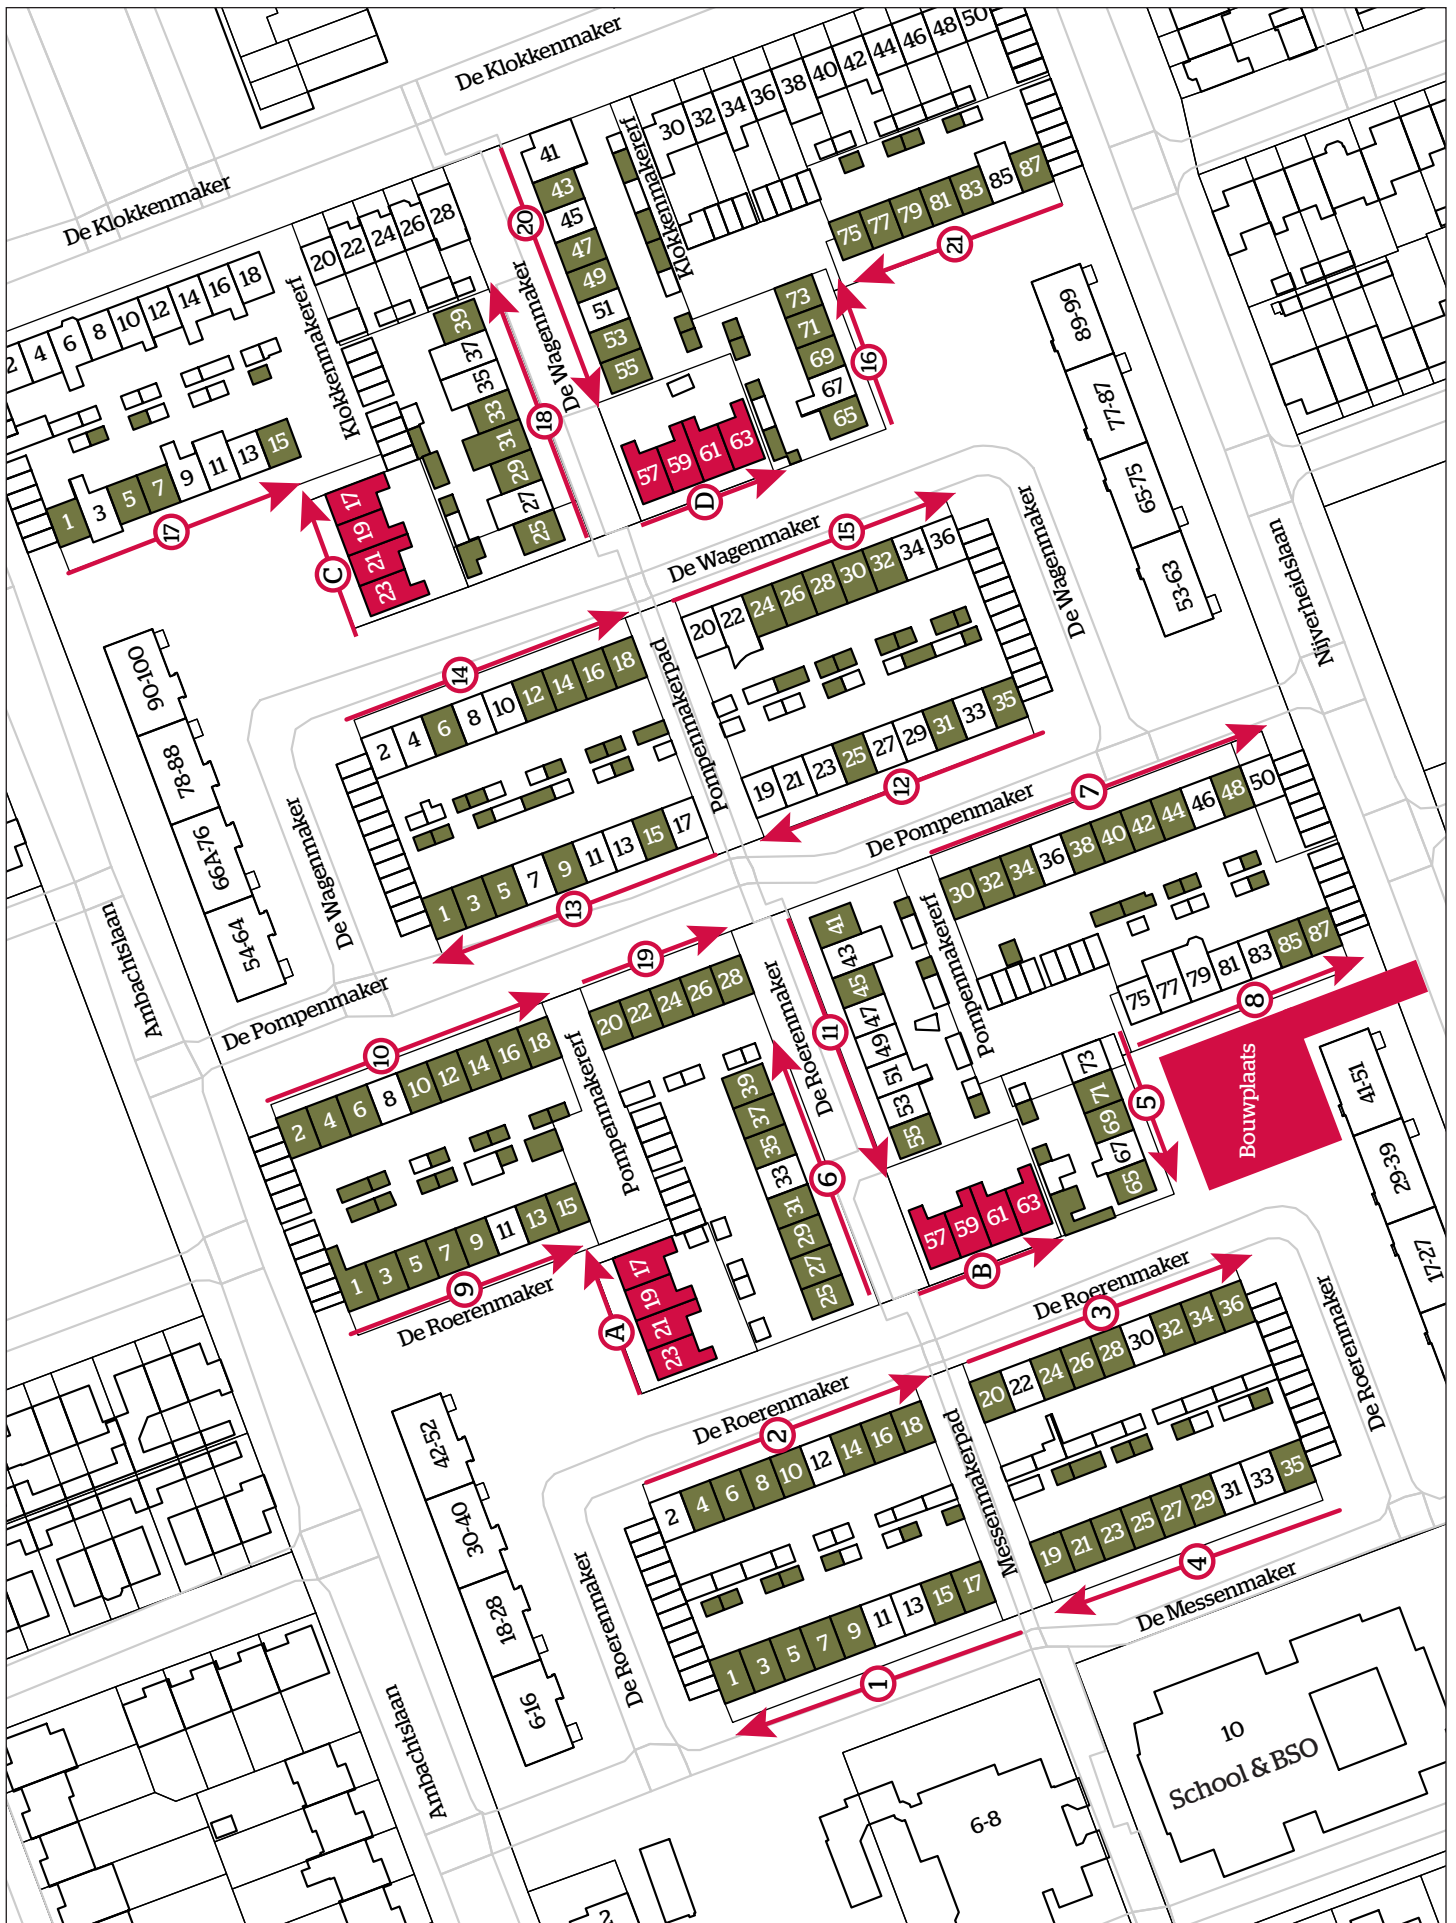 De Klokkenmaker
De Klokkenmaker
30 32 34 36 38 40 42 44 46 48 50
41
43
45
47
49
51
53
55
20
Klokkenmakererf
Klokkenmakererf
75 77 79 81 83 85 87
21
20 22 24 26 28
2 4 6 8 10 12 14 16 18
Klokkenmakererf
39
37
35
33
31
29
27
25
18
De Wagenmaker
73
71
69
67
65
16
89-99
77-87
65-75
53-63
1 3 5 7 9 11 13 15
17
57 59 61 63
D
17
19
21
23
C
De Wagenmaker
15
20 22 24 26 28 30 32 34 36
De Wagenmaker
Nijverheidslaan
14
2 4 6 8 10 12 14 16 18
Pompenmakerpad
90-100
78-88
66A-76
54-64
19 21 23 25 27 29 31 33 35
12
1 3 5 7 9 11 13 15 17
13
De Wagenmaker
Ambachtslaan
De Pompenmaker
7
30 32 34 36 38 40 42 44 46 48 50
De Pompenmaker
19
20 22 24 26 28
10
2 4 6 8 10 12 14 16 18
41
43
45
47
49
51
53
55
11
De Roerenmaker
Pompenmakererf
75 77 79 81 83 85 87
8
Bouwplaats
73
71
69
67
65
5
41-51
29-39
17-27
Pompenmakererf
39
37
35
33
31
29
27
25
6
1 3 5 7 9 11 13 15
9
De Roerenmaker
57 59 61 63
B
17
19
21
23
A
De Roerenmaker
3
20 22 24 26 28 30 32 34 36
De Roerenmaker
De Roerenmaker
2
2 4 6 8 10 12 14 16 18
Messenmakerpad
42-52
30-40
18-28
6-16
19 21 23 25 27 29 31 33 35
4
De Messenmaker
De Roerenmaker
1 3 5 7 9 11 13 15 17
1
Ambachtslaan
10
School & BSO
6-8
2